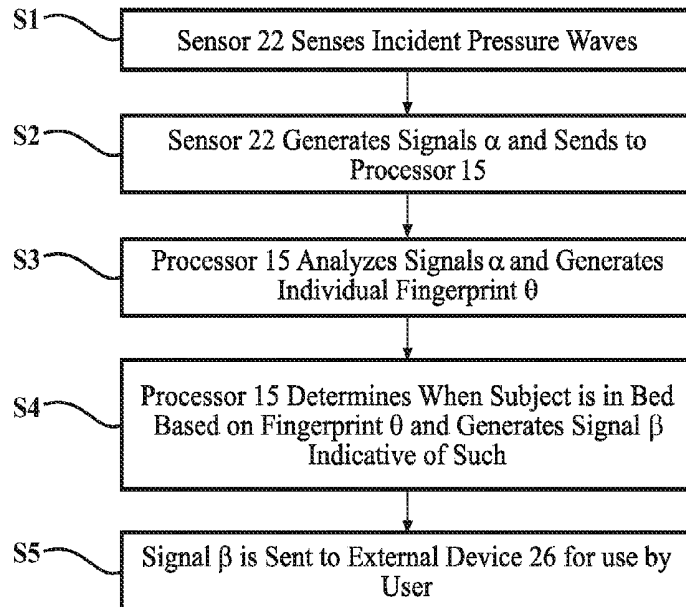 S1
Sensor 22 Senses Incident Pressure Waves
S2
Sensor 22 Generates Signals α and Sends to
Processor 15
S3
Processor 15 Analyzes Signals α and Generates
Individual Fingerprint θ
S4
Processor 15 Determines When Subject is in Bed
Based on Fingerprint θ and Generates Signal β
Indicative of Such
S5
Signal β is Sent to External Device 26 for use by
User